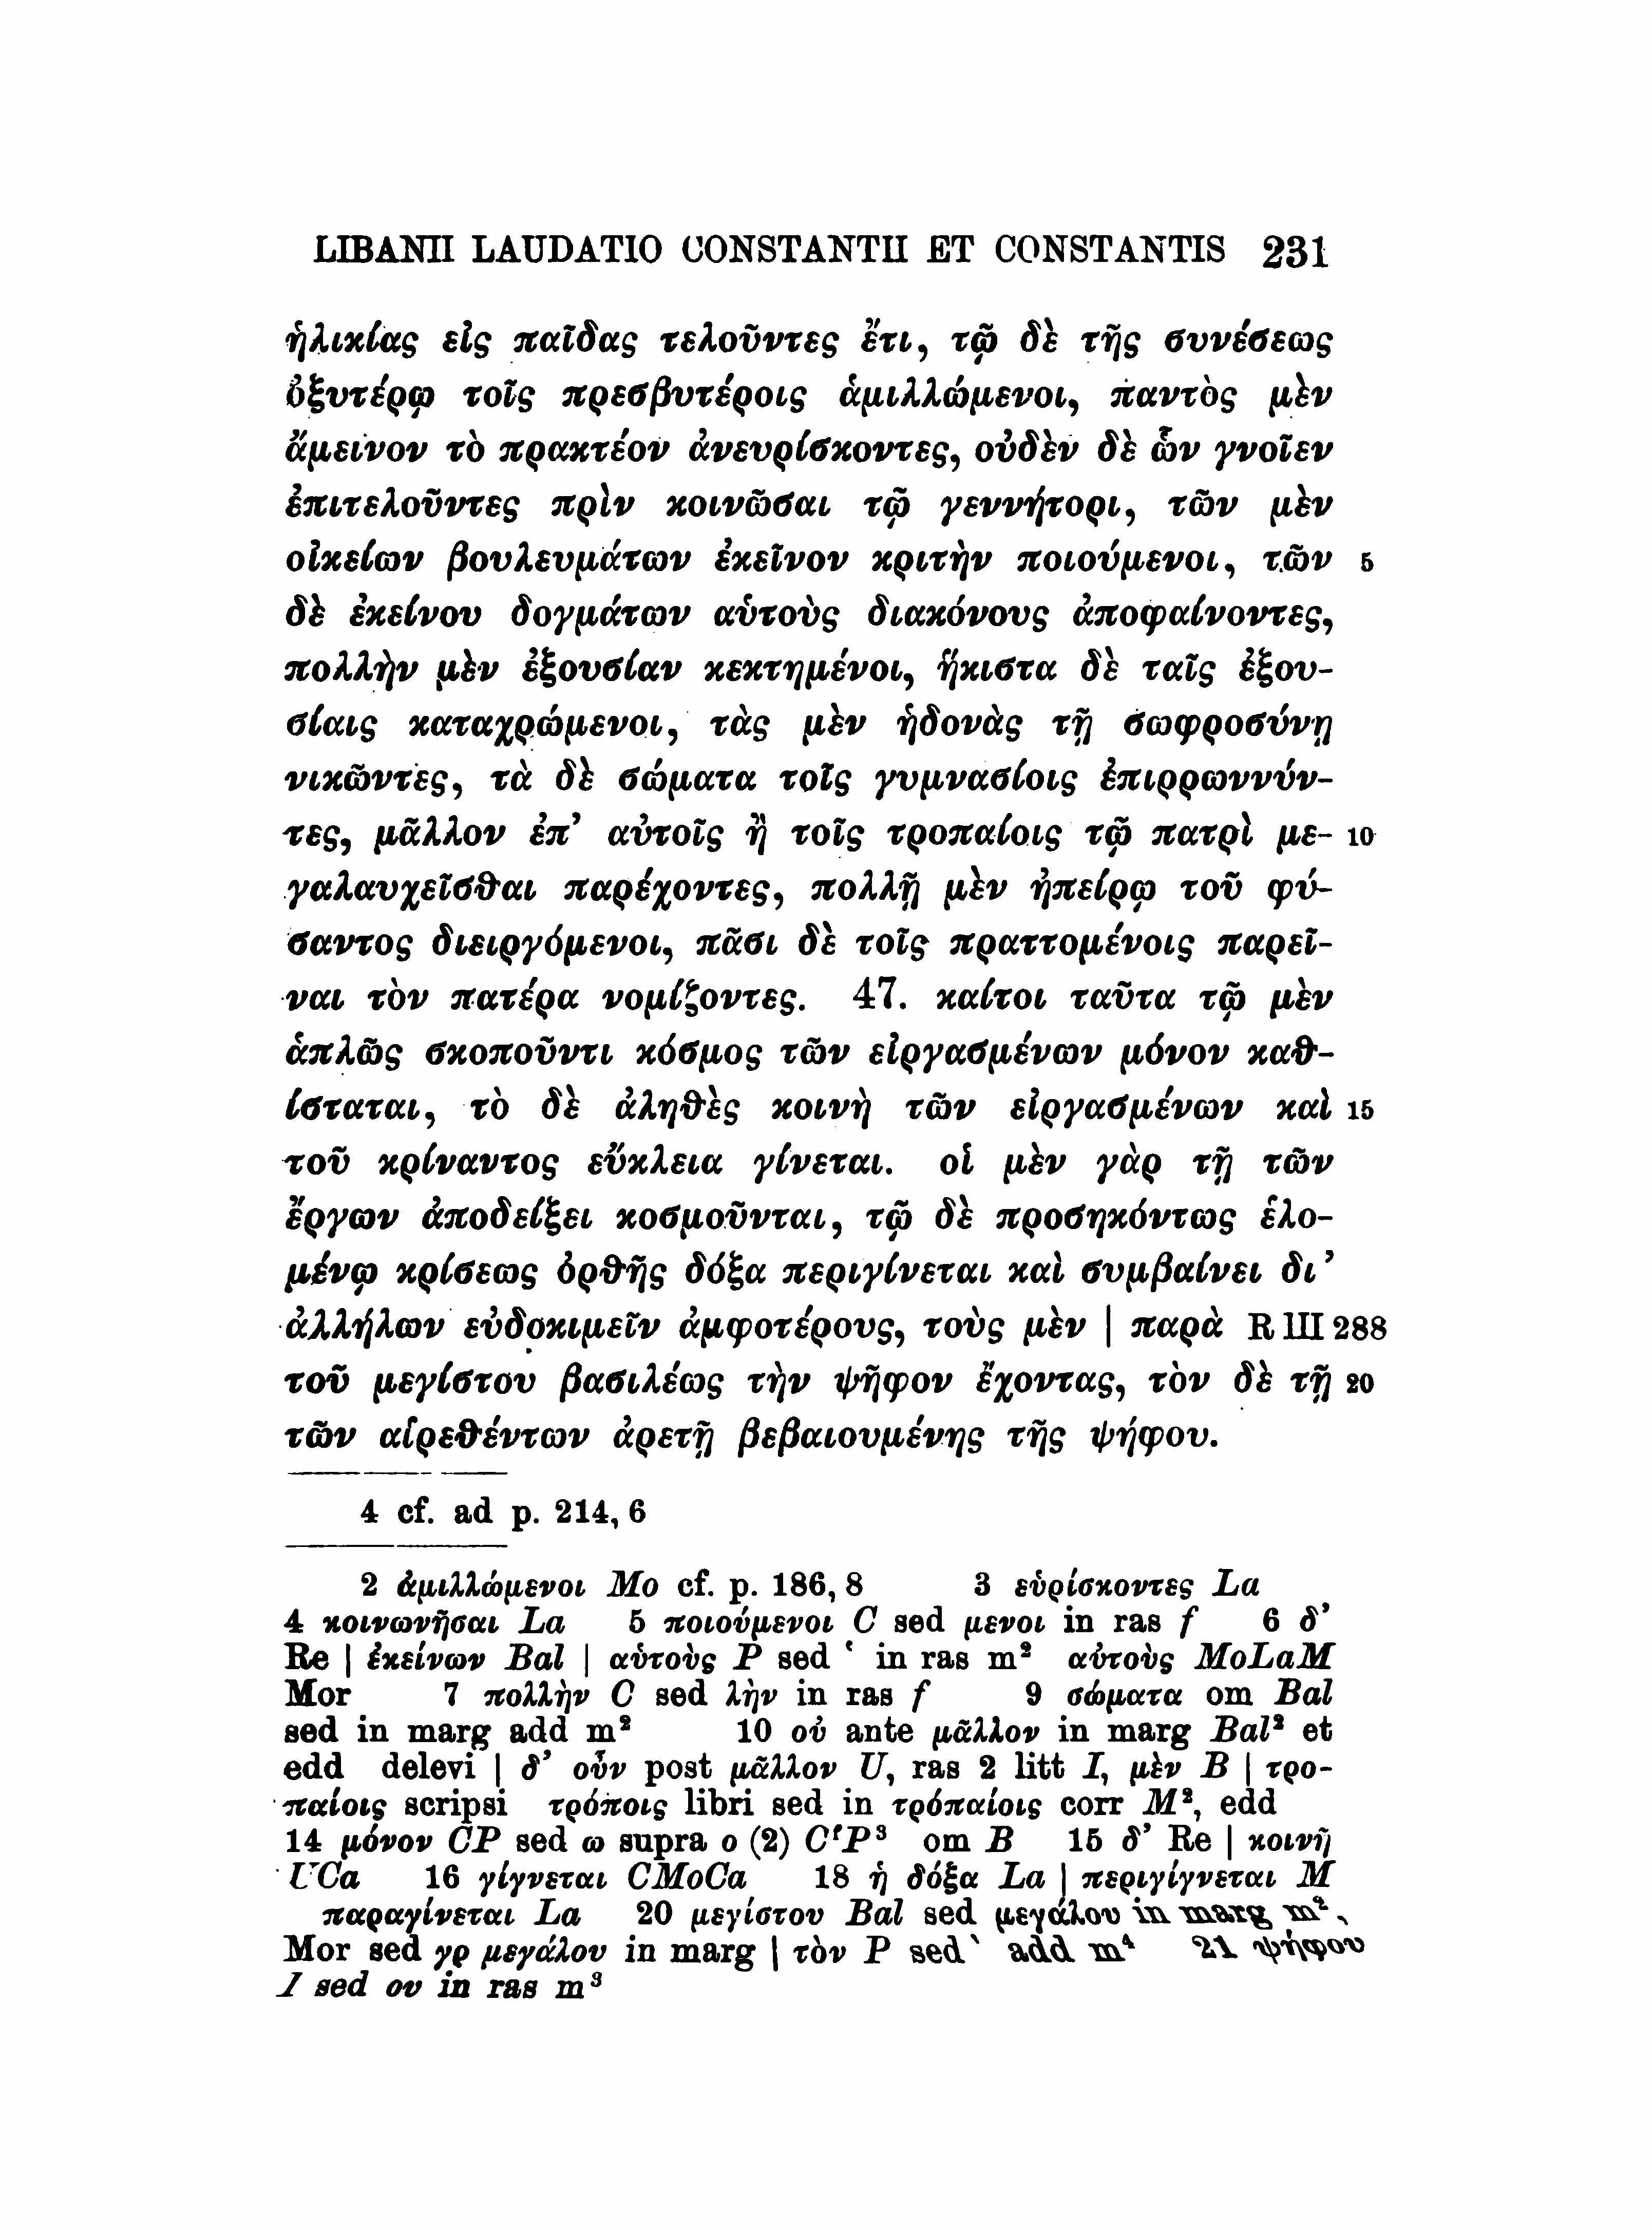 LIBANII LAUDATIO CONSTANTII ET CONSTANTIS 231
ἡλικίας εἰς παῖδας τελοῦντες ἔτι, τῷ δὲ τῆς συνέσεως
ὀξυτέρῳ τοῖς πρεσβυτέροις ἁμιλλώμενοι, παντὸς μὲν
ἄμεινον τὸ πρακτέον ἀνευρίσκοντες, οὐδὲν δὲ ὧν γνοῖεν
ἐπιτελοῦντες πρὶν κοινῶσαι τῷ γεννήτορι, τῶν μὲν
οἰκείων βουλευμάτων ἐκεῖνον κριτὴν ποιούμενοι, τῶν 5
δὲ ἐκείνου δογμάτων αὑτοὺς διακόνους ἀποφαίνοντες,
πολλὴν μὲν ἐξουσίαν κεκτημένοι, ἥκιστα δὲ ταῖς ἐξου-
σίαις καταχρώμενοι, τὰς μὲν ἡδονὰς τῇ σωφροσύνῃ
νικῶντες, τὰ δὲ σώματα τοῖς γυμνασίοις ἐπιρρωννύν-
τες, μᾶλλον ἐπ’ αὐτοῖς ἢ τοῖς τροπαίοις τῷ πατρὶ με- 10
γαλαυχεῖσθαι παρέχοντες, πολλῇ μὲν ἠπείρῳ τοῦ φύ-
σαντος διειργόμενοι, πᾶσι δὲ τοῖς πραττομένοις παρεῖ-
ναι τὸν πατέρα νομίζοντες. 47. καίτοι ταῦτα τῷ μὲν
ἁπλῶς σκοποῦντι κόσμος τῶν εἰργασμένων μόνον καθ-
ίσταται, τὸ δὲ ἀληθὲς κοινὴ τῶν εἰργασμένων καὶ 15
τοῦ κρίναντος εὔκλεια γίνεται. οἱ μὲν γὰρ τῇ τῶν
ἔργων ἀποδείξει κοσμοῦνται, τῷ δὲ προσηκόντως ἑλο-
μένῳ κρίσεως ὀρθῆς δόξα περιγίνεται καὶ συμβαίνει δι’
ἀλλήλων εὐδοκιμεῖν ἀμφοτέρους, τοὺς μὲν | παρὰ R III 288
τοῦ μεγίστου βασιλέως τὴν ψῆφον ἔχοντας, τὸν δὲ τῇ 20
τῶν αἱρεθέντων ἀρετῇ βεβαιουμένης τῆς ψήφου.
4 cf. ad p. 214, 6
2 ἀμιλλώμενοι Mo cf. p. 186, 8 3 εὑρίσκοντες La
4 κοινωνῆσαι La 5 ποιούμενοι C sed μενοι in ras f 6 δ’
Re | ἐκείνων Bal | αὑτοὺς P sed ‘ in ras m² αὐτοὺς MoLaM
Mor 7 πολλὴν C sed λὴν in ras f 9 σώματα om Bal
sed in marg add m² 10 οὐ ante μᾶλλον in marg Bal² et
edd delevi | δ’ οὖν post μᾶλλον U, ras 2 litt I, μὲν B | τρο-
παίοις scripsi τρόποις libri sed in τρόπαίοις corr M², edd
14 μόνον CP sed ω supra ο (2) CᶠP³ om B 15 δ’ Re | κοινῇ
UCa 16 γίγνεται CMoCa 18 ἡ δόξα La | περιγίγνεται M
παραγίνεται La 20 μεγίστου Bal sed μεγάλου in marg m²,
Mor sed γρ μεγάλου in marg | τὸν P sed ` add m⁴ 21 ψήφου
I sed ου in ras m³